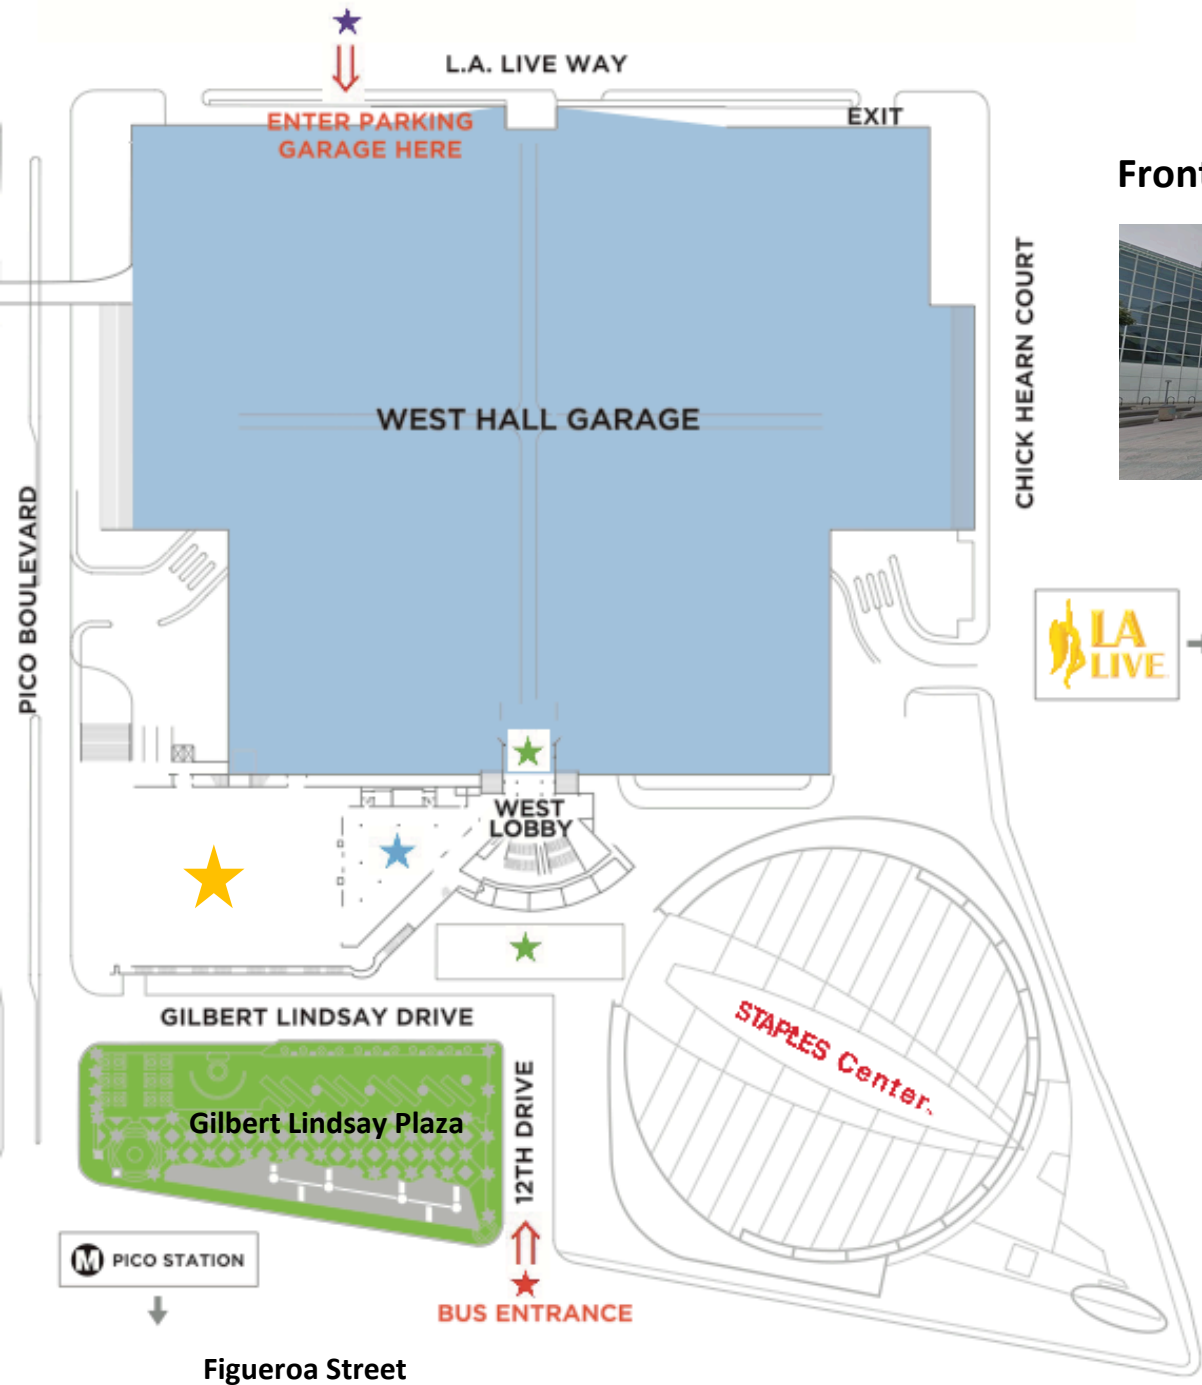 L.A. LIVE WAY
ENTER PARKING
GARAGE HERE
EXIT
Front
CHICK HEARN COURT
WEST HALL GARAGE
PICO BOULEVARD
LA
LIVE
WEST
LOBBY
STAPLES Center
GILBERT LINDSAY DRIVE
Gilbert Lindsay Plaza
12TH DRIVE
M PICO STATION
BUS ENTRANCE
Figueroa Street